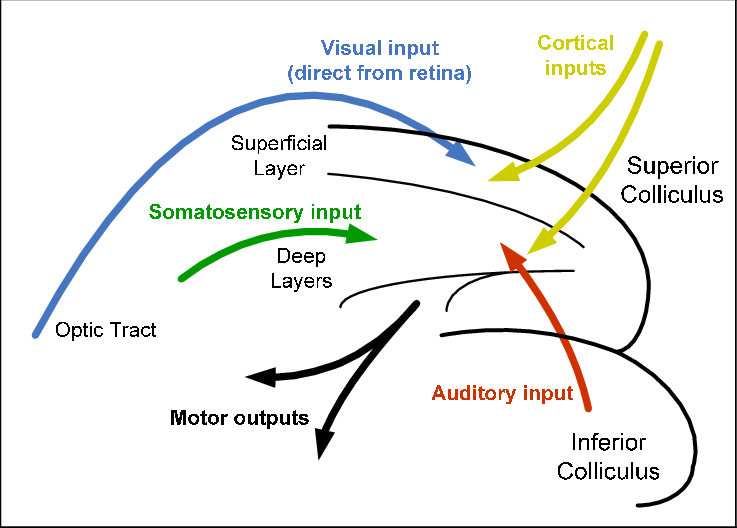 Visual input
(direct from retina)
Cortical
inputs
Superficial
Layer
Superior
Colliculus
Somatosensory input
Deep
Layers
Optic Tract
Auditory input
Motor outputs
Inferior
Colliculus